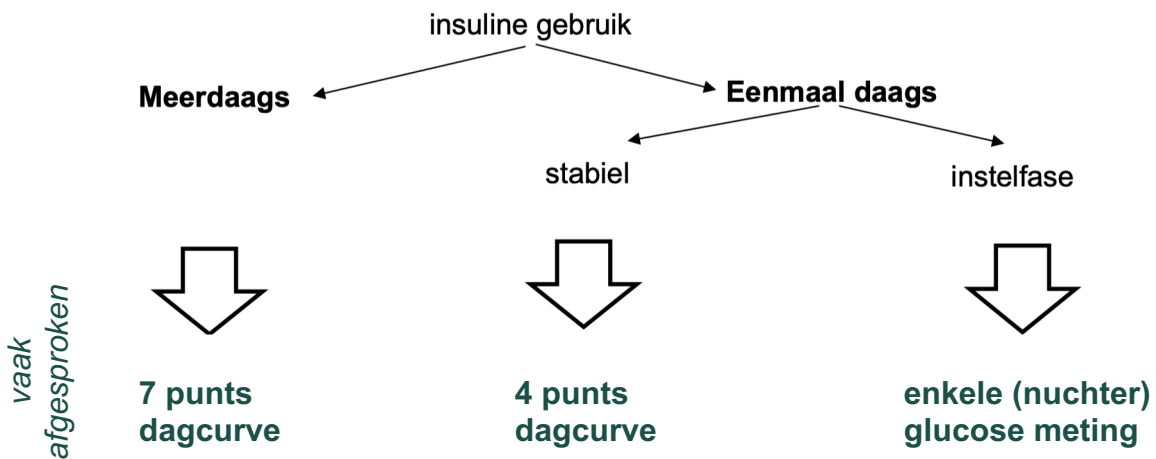 insuline gebruik
Meerdaags
Eenmaal daags
stabiel
instelfase
vaak
afgesproken
7 punts
dagcurve
4 punts
dagcurve
enkele (nuchter)
glucose meting